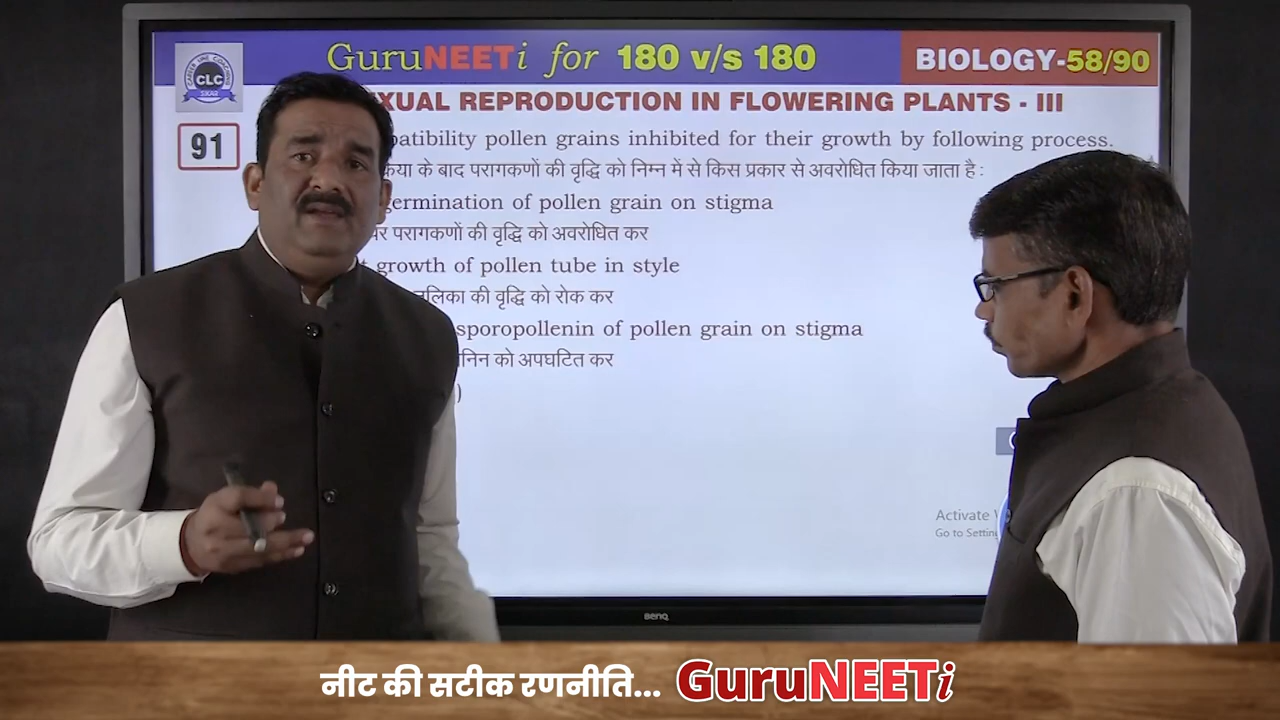 GuruNEETi for 180 v/s 180
BIOLOGY-58/90
CLC
SIKAR
XUAL REPRODUCTION IN FLOWERING PLANTS - III
91
patibility pollen grains inhibited for their growth by following process.
के बाद परागकणों की वृद्धि को निम्न में से किस प्रकार से अवरोधित किया जाता है :
germination of pollen grain on stigma
पर परागकणों की वृद्धि को अवरोधित कर
growth of pollen tube in style
की वृद्धि को रोक कर
sporopollenin of pollen grain on stigma
को अपघटित कर
)
Activate
Go to Settin
BenQ
नीट की सटीक रणनीति... GuruNEETi